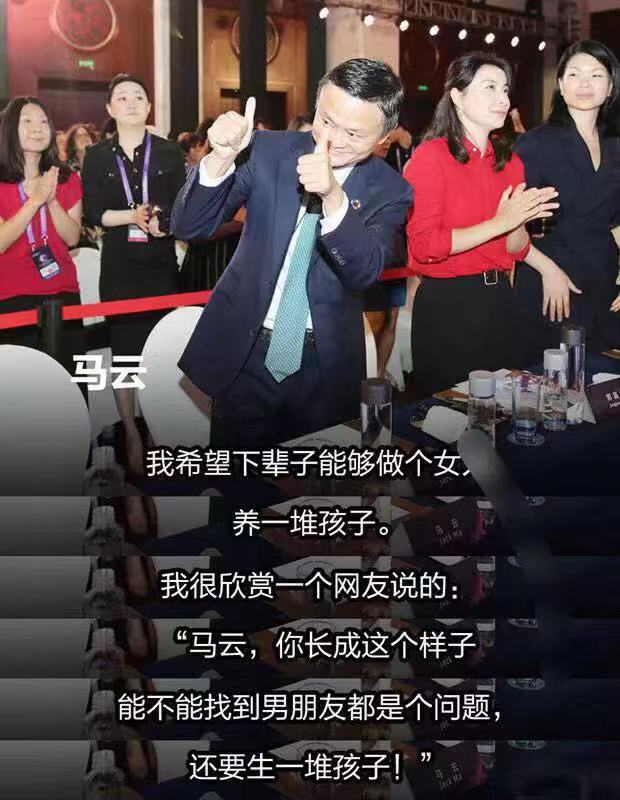 马云
我希望下辈子能够做个女人
养一堆孩子。
我很欣赏一个网友说的：
“马云，你长成这个样子
能不能找到男朋友都是个问题，
还要生一堆孩子！”
马 云
Jack Ma